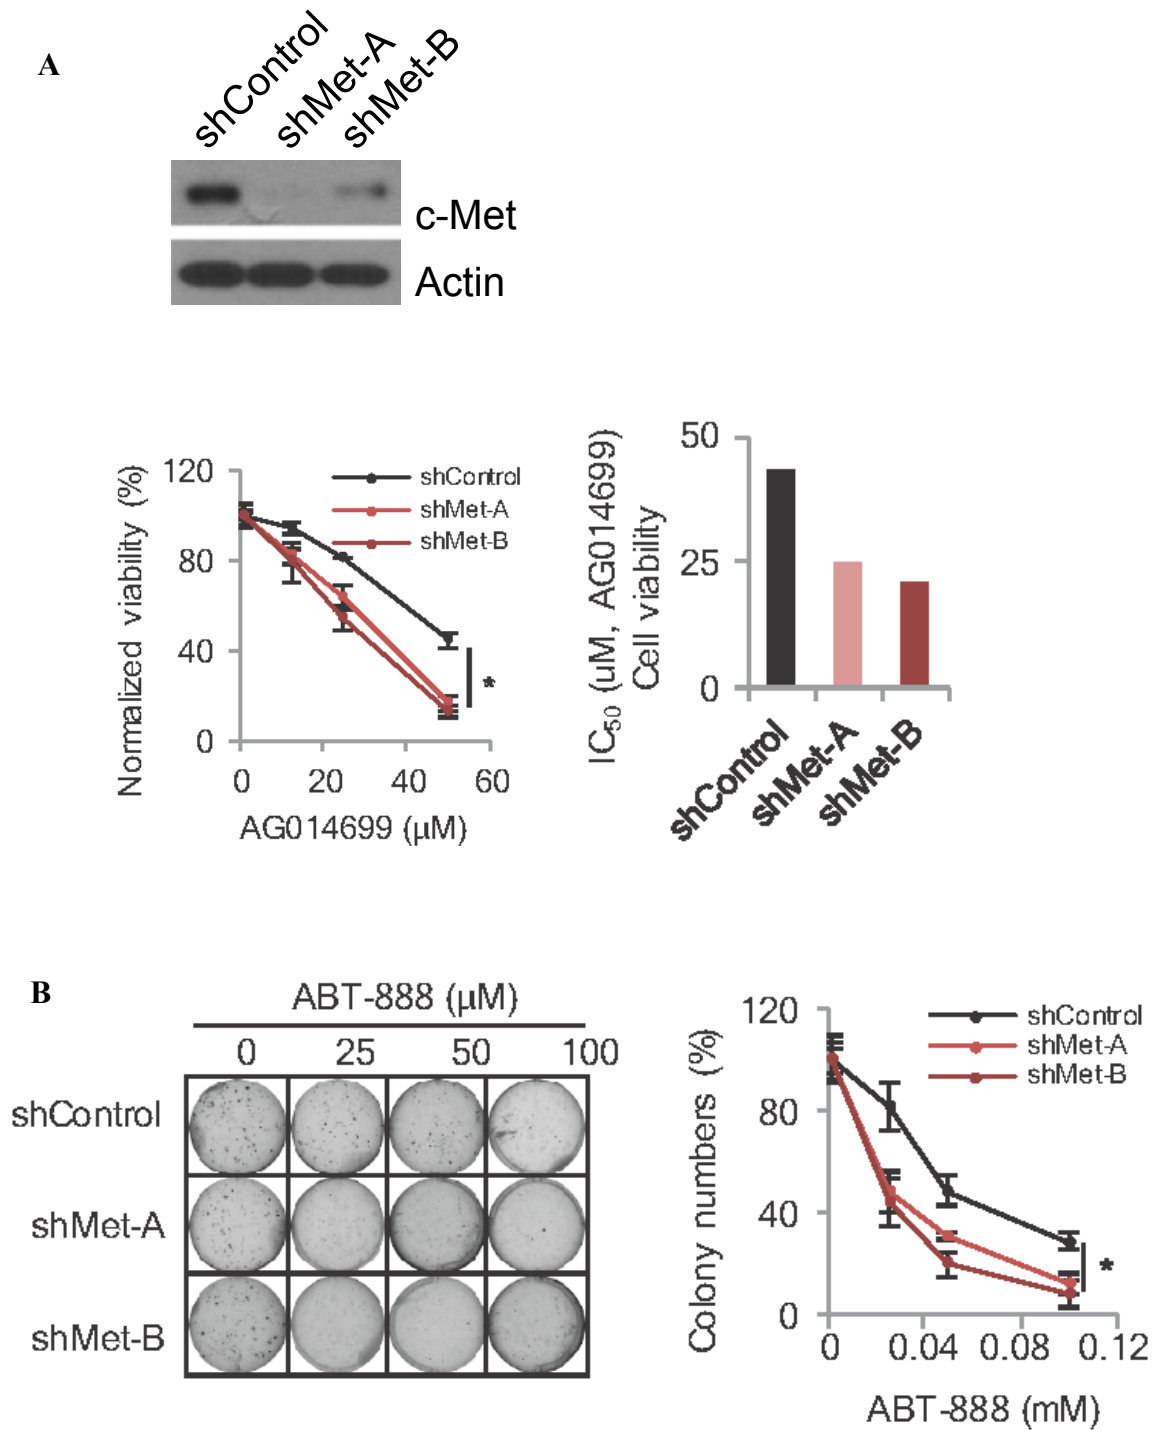 A
shControl
shMet-A
shMet-B
c-Met
Actin
Normalized viability (%)
120
80
40
0
0 20 40 60
AG014699 (μM)
shControl
shMet-A
shMet-B
*
IC50 (uM, AG014699)
Cell viability
50
25
0
shControl
shMet-A
shMet-B
B
ABT-888 (μM)
0 25 50 100
shControl
shMet-A
shMet-B
Colony numbers (%)
120
80
40
0
0 0.04 0.08 0.12
ABT-888 (mM)
shControl
shMet-A
shMet-B
*